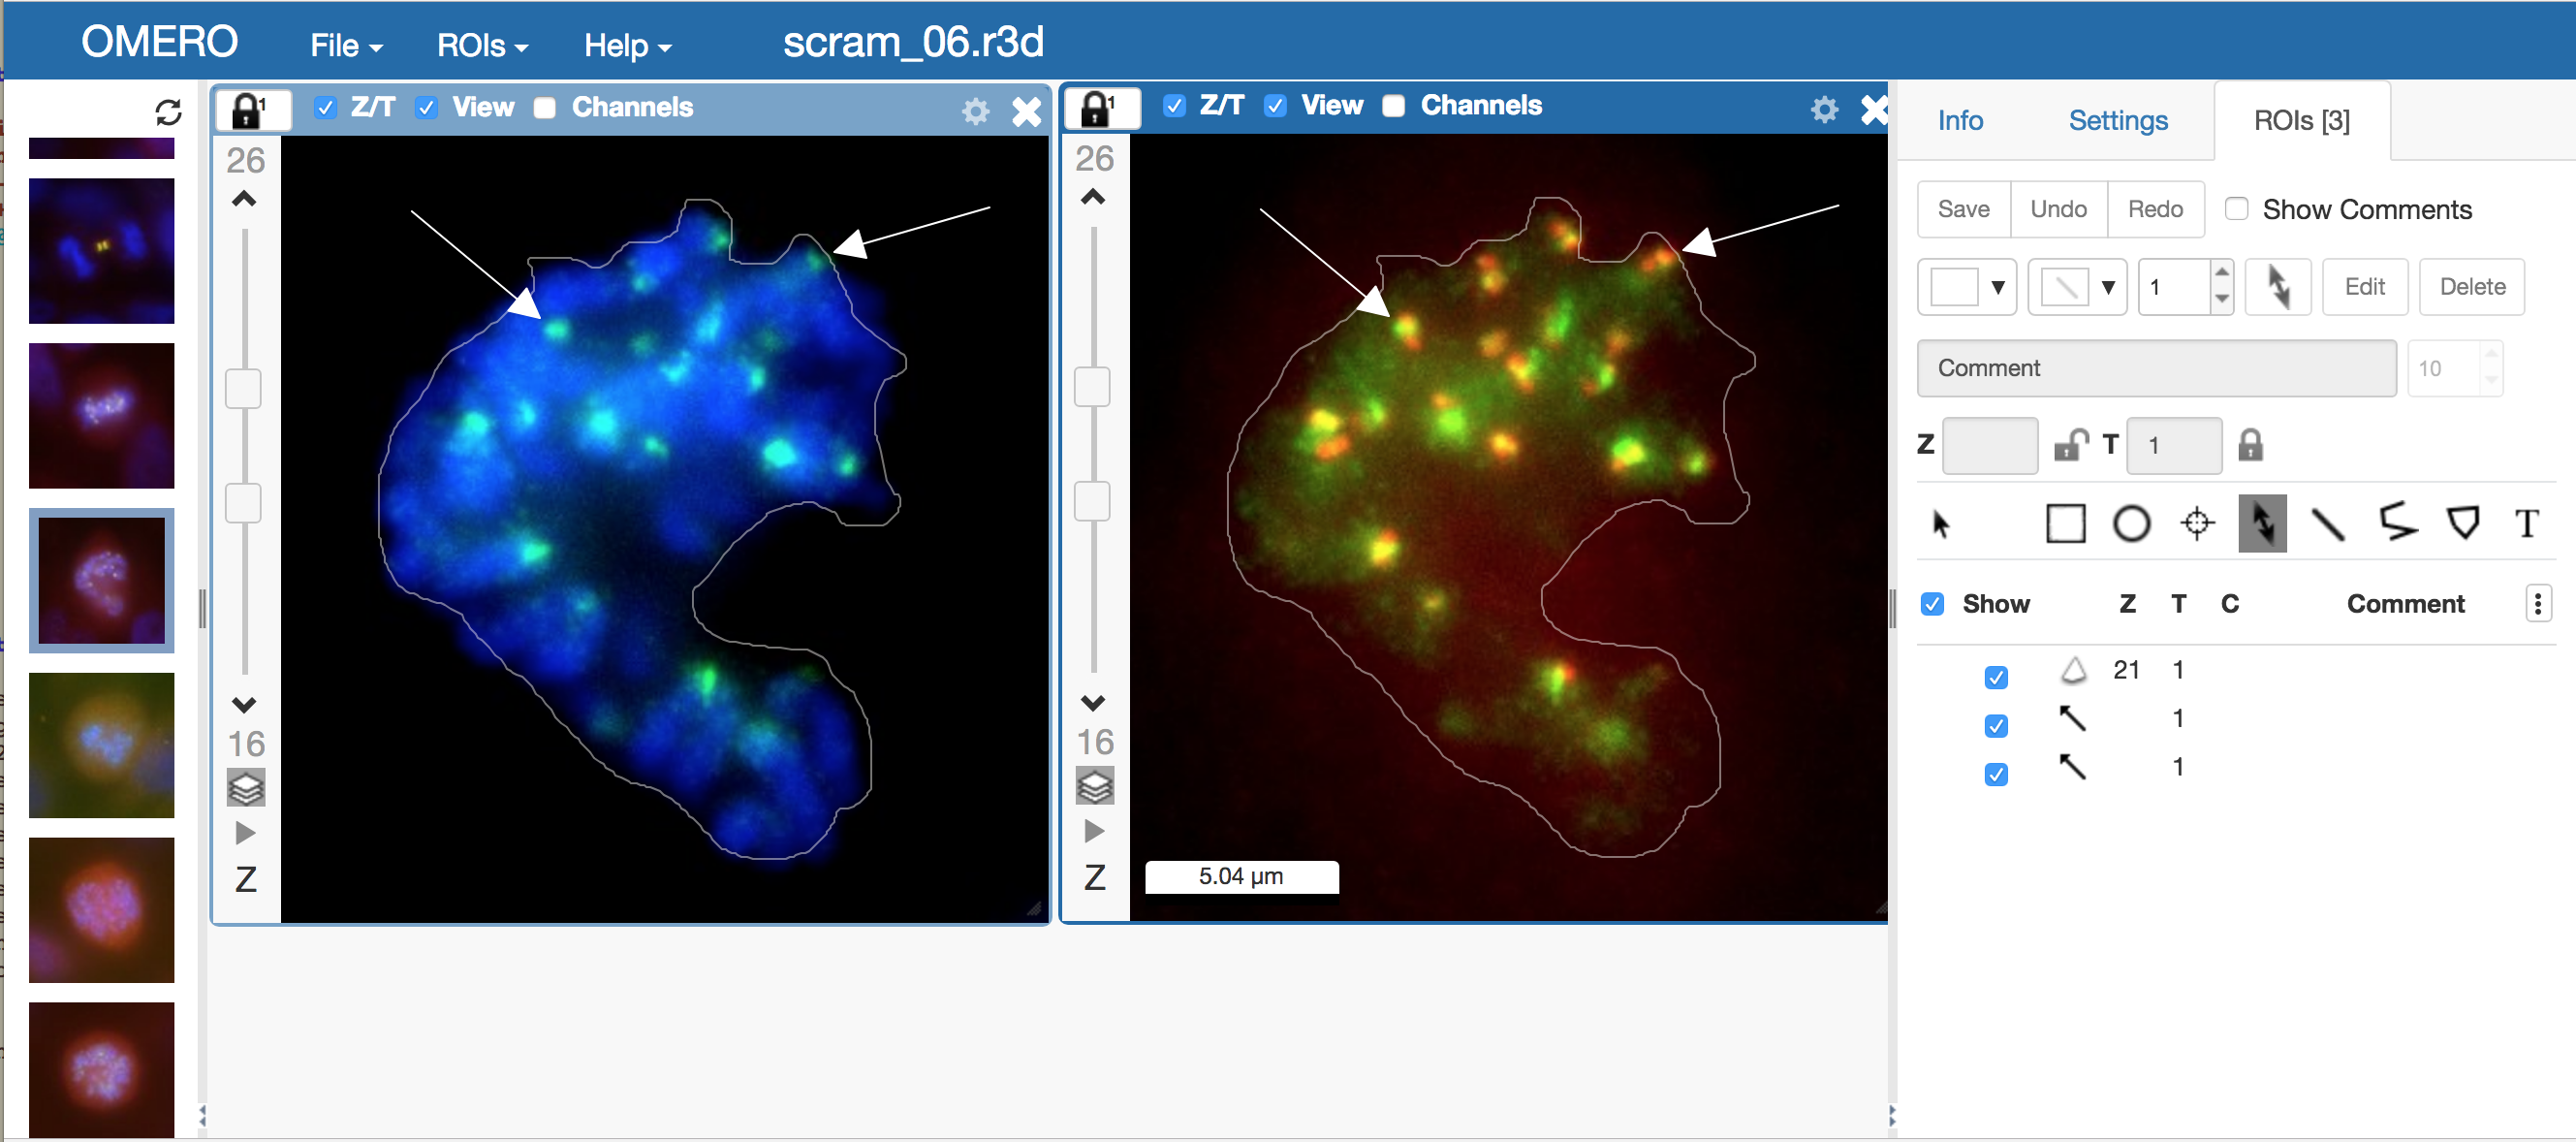 OMERO File ROIs Help scram_06.r3d
1 Z/T View Channels
26
16
Z
1 Z/T View Channels
26
16
Z
5.04 µm
Info Settings ROIs [3]
Save Undo Redo Show Comments
1 Edit Delete
Comment 10
Z T 1
T
Show Z T C Comment
21 1
1
1